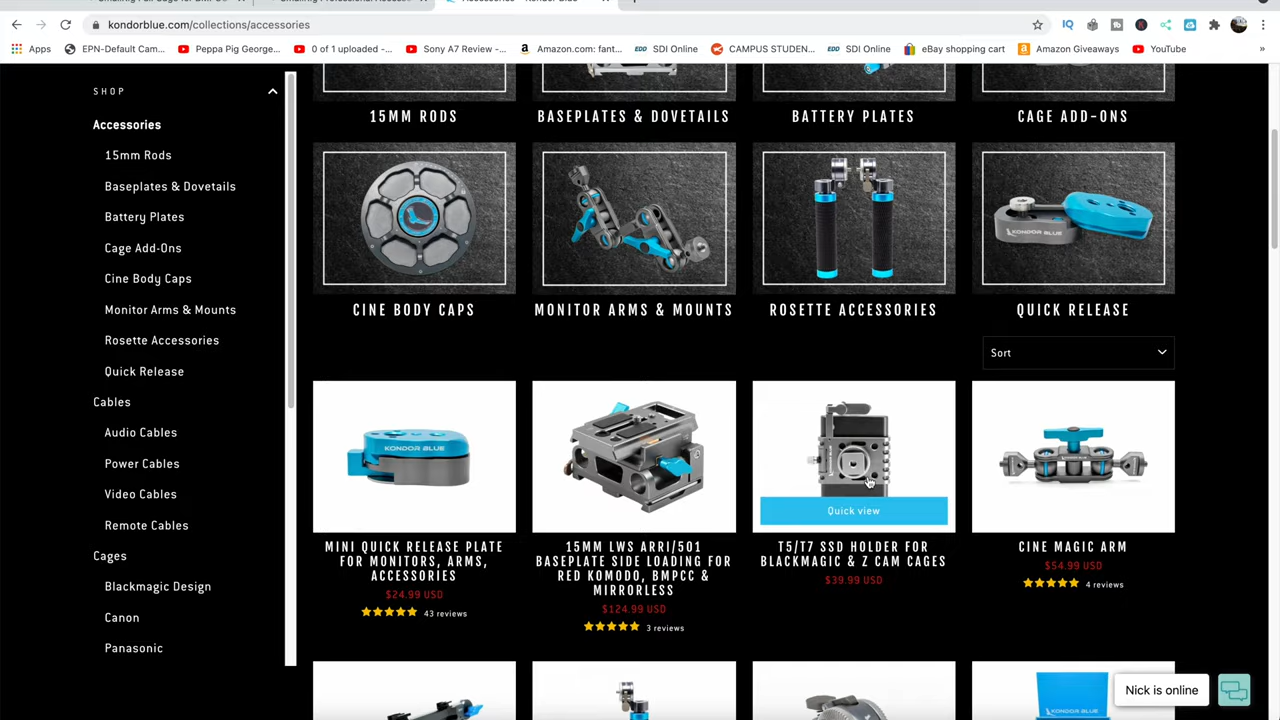 kondorblue.com/collections/accessories
Apps
EPN-Default Cam...
Peppa Pig George...
0 of 1 uploaded -...
Sony A7 Review -...
Amazon.com: fant...
EDD SDI Online
CAMPUS STUDEN...
EDD SDI Online
eBay shopping cart
Amazon Giveaways
YouTube
»
SHOP
Accessories
15mm Rods
Baseplates & Dovetails
Battery Plates
Cage Add-Ons
Cine Body Caps
Monitor Arms & Mounts
Rosette Accessories
Quick Release
Cables
Audio Cables
Power Cables
Video Cables
Remote Cables
Cages
Blackmagic Design
Canon
Panasonic
15MM RODS
BASEPLATES & DOVETAILS
BATTERY PLATES
CAGE ADD-ONS
KONDOR BLUE
CINE BODY CAPS
MONITOR ARMS & MOUNTS
ROSETTE ACCESSORIES
QUICK RELEASE
Sort
KONDOR BLUE
Quick view
MINI QUICK RELEASE PLATE
FOR MONITORS, ARMS,
ACCESSORIES
$24.99 USD
43 reviews
15MM LWS ARRI/501
BASEPLATE SIDE LOADING FOR
RED KOMODO, BMPCC &
MIRRORLESS
$124.99 USD
3 reviews
T5/T7 SSD HOLDER FOR
BLACKMAGIC & Z CAM CAGES
$39.99 USD
CINE MAGIC ARM
$54.99 USD
4 reviews
KONDOR BLUE
Nick is online